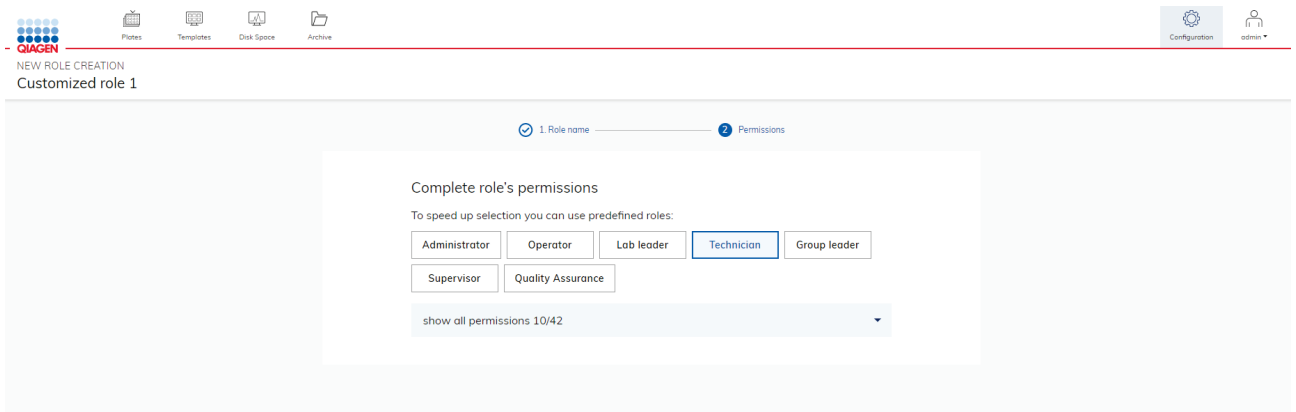 Plates Templates Disk Space Archive Configuration admin
QIAGEN
NEW ROLE CREATION
Customized role 1
1. Role name 2 Permissions
Complete role's permissions
To speed up selection you can use predefined roles:
Administrator Operator Lab leader Technician Group leader
Supervisor Quality Assurance
show all permissions 10/42